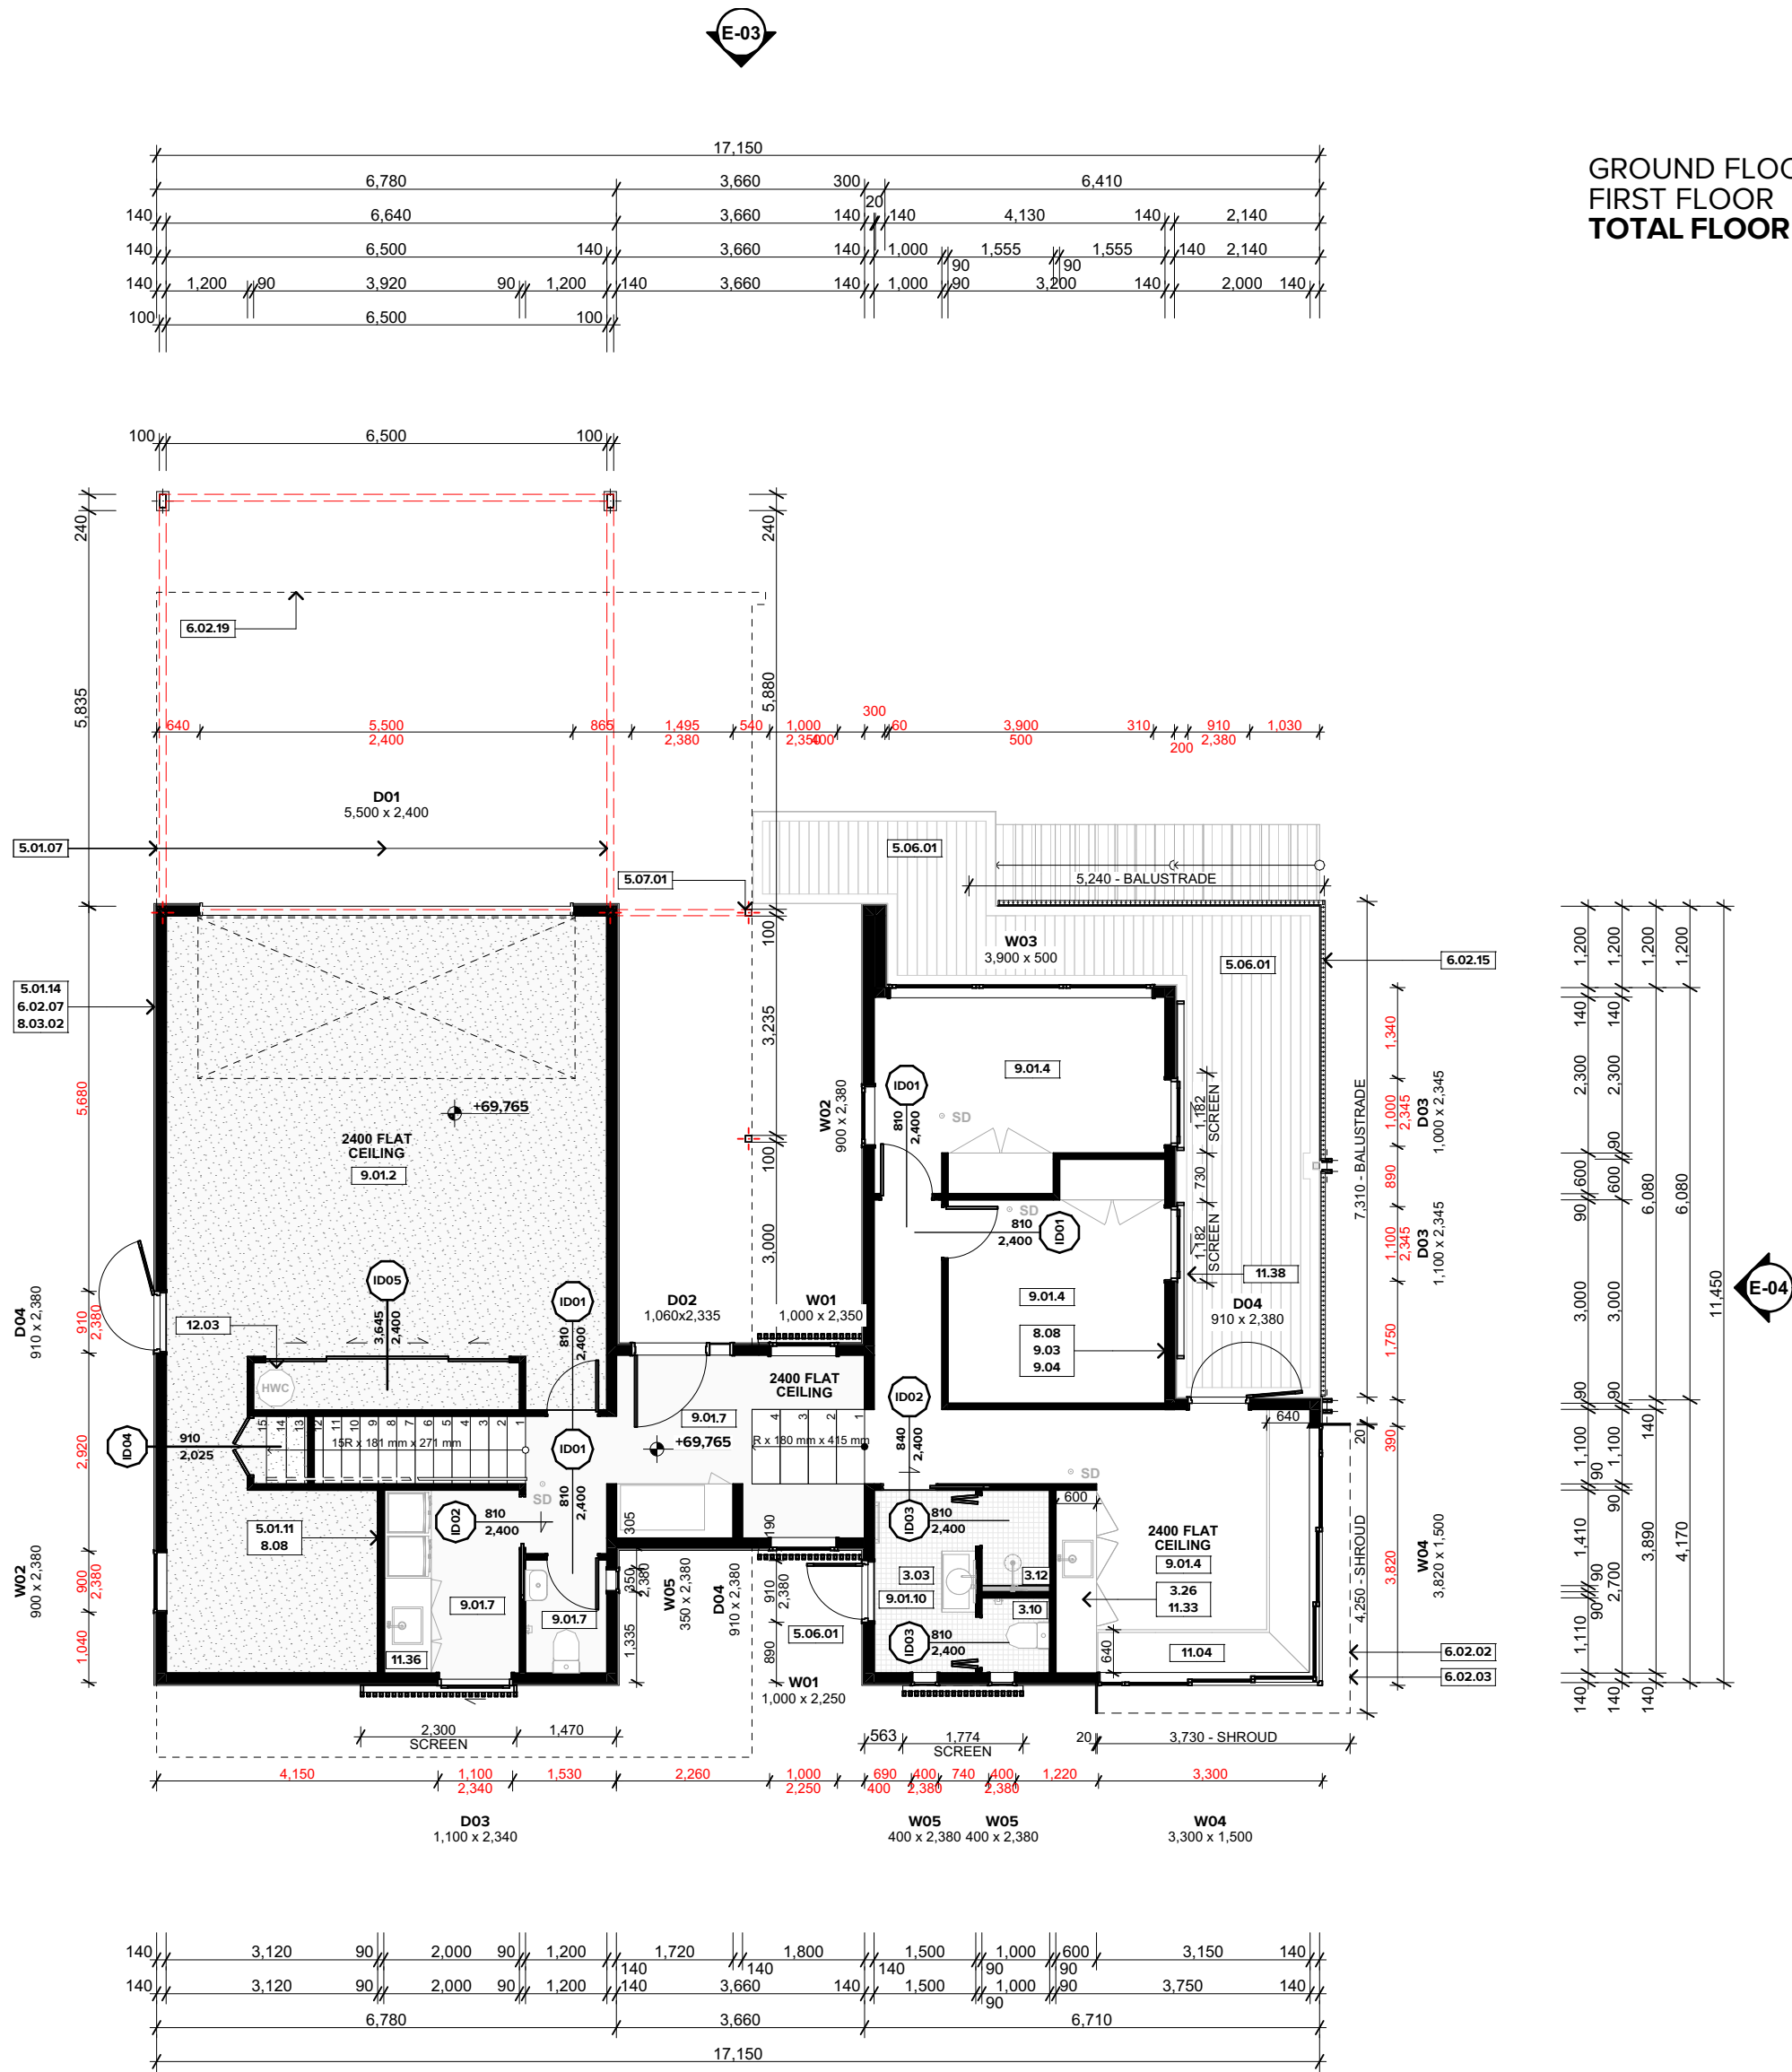 E-03
17,150
GROUND FLOO
FIRST FLOOR
TOTAL FLOOR
6,780 3,660 300 6,410
20
140 6,640 3,660 140 140 4,130 140 2,140
140 6,500 140 3,660 140 1,000 1,555 1,555 140 2,140
90 90
140 1,200 90 3,920 90 1,200 140 3,660 140 1,000 90 3,200 140 2,000 140
100 6,500 100
100 6,500 100
240
240
6.02.19
5,835
5,880
300
640 5,500 865 1,495 540 1,000 60 3,900 310 910 1,030
2,400 2,380 2,350 400 500 200 2,380
D01
5,500 x 2,400
5.01.07
5.06.01
5.07.01
5,240 - BALUSTRADE
100
W03
3,900 x 500
5.06.01
6.02.15
5.01.14
6.02.07
8.03.02
3,235
100
3,000
W02
900 x 2,380
ID01
810
2,400
9.01.4
SD
1,182
SCREEN
730
1,182
SCREEN
7,310 - BALUSTRADE
1,340
1,000
2,345
D03
1,000 x 2,345
890
1,100
2,345
D03
1,100 x 2,345
1,750
1,200 1,200 1,200 1,200
140 140
2,300 2,300
90
600 600
90
6,080 6,080
3,000 3,000
90 90
140
1,100 1,100
90
90
1,410
90
90
2,700
3,890
4,170
1,110
140 140 140
11,450
E-04
5,680
+69,765
2400 FLAT
CEILING
9.01.2
SD
810
2,400
ID01
11.38
9.01.4
8.08
9.03
9.04
D04
910 x 2,380
D04
910 x 2,380
910
2,380
12.03
ID05
3,645
2,400
ID01
810
2,400
D02
1,060x2,335
W01
1,000 x 2,350
HWC
2400 FLAT
CEILING
ID02
840
2,400
9.01.7
640
20
390
ID04
910
2,025
2,920
15 14 13 12 11 10 9 8 7 6 5 4 3 2 1
15R x 181 mm x 271 mm
ID01
810
2,400
+69,765
4 3 2 1
R x 180 mm x 415 mm
SD
600
SD
5.01.11
8.08
ID02
810
2,400
305
190
ID03
810
2,400
2400 FLAT
CEILING
9.01.4
3.26
11.33
4,250 - SHROUD
3,820
W04
3,820 x 1,500
W02
900 x 2,380
900
2,380
1,040
9.01.7
9.01.7
11.36
350
2,380
1,335
W05
350 x 2,380
D04
910 x 2,380
910
2,380
890
5.06.01
3.03
3.12
9.01.10
3.10
ID03
810
2,400
640
11.04
6.02.02
6.02.03
W01
1,000 x 2,250
2,300
SCREEN
1,470
563
1,774
SCREEN
20
3,730 - SHROUD
4,150 1,100 1,530 2,260 1,000 690 400 740 400 1,220 3,300
2,340 2,250 400 2,380 2,380
D03
1,100 x 2,340
W05 W05
400 x 2,380 400 x 2,380
W04
3,300 x 1,500
140 3,120 90 2,000 90 1,200 1,720 1,800 1,500 1,000 600 3,150 140
140 140 140 90 90
140 3,120 90 2,000 90 1,200 140 3,660 140 1,500 1,000 90 3,750 140
90
6,780 3,660 6,710
17,150